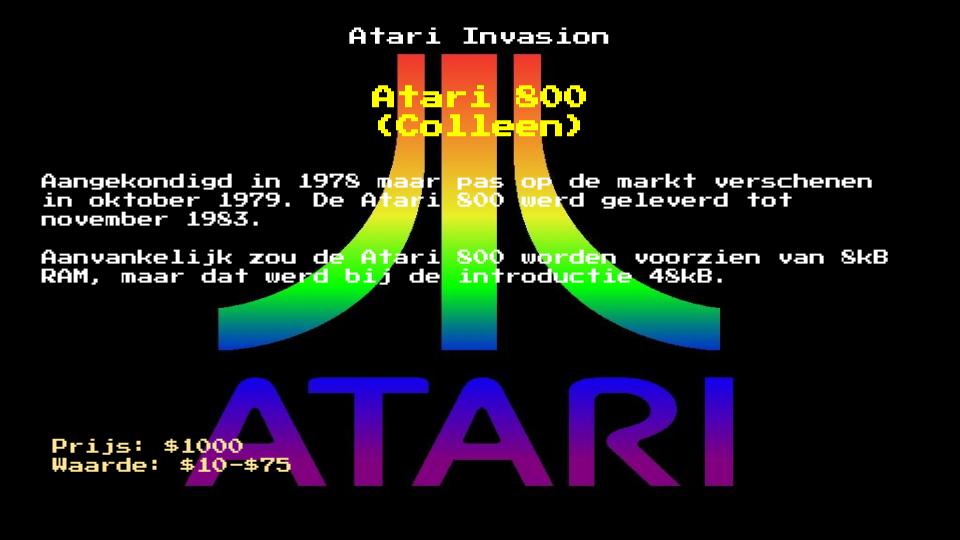 Atari Invasion
Atari 800
(Colleen)
Aangekondigd in 1978 maar pas op de markt verschenen
in oktober 1979. De Atari 800 werd geleverd tot
november 1983.
Aanvankelijk zou de Atari 800 worden voorzien van 8kB
RAM, maar dat werd bij de introductie 48kB.
ATARI
Prijs: $1000
Waarde: $10-$75